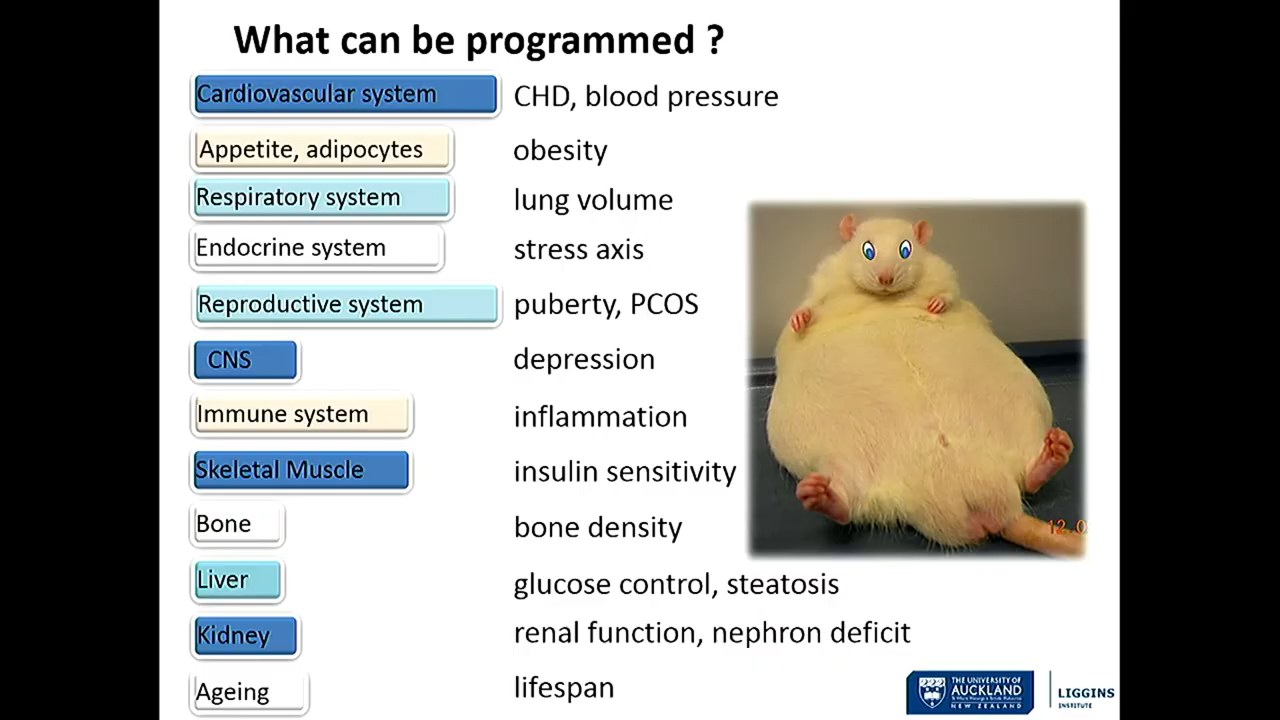 What can be programmed ?
Cardiovascular system CHD, blood pressure
Appetite, adipocytes obesity
Respiratory system lung volume
Endocrine system stress axis
Reproductive system puberty, PCOS
CNS depression
Immune system inflammation
Skeletal Muscle insulin sensitivity
Bone bone density
12.0
Liver glucose control, steatosis
Kidney renal function, nephron deficit
Ageing lifespan
THE UNIVERSITY OF
AUCKLAND
NEW ZEALAND
LIGGINS
INSTITUTE